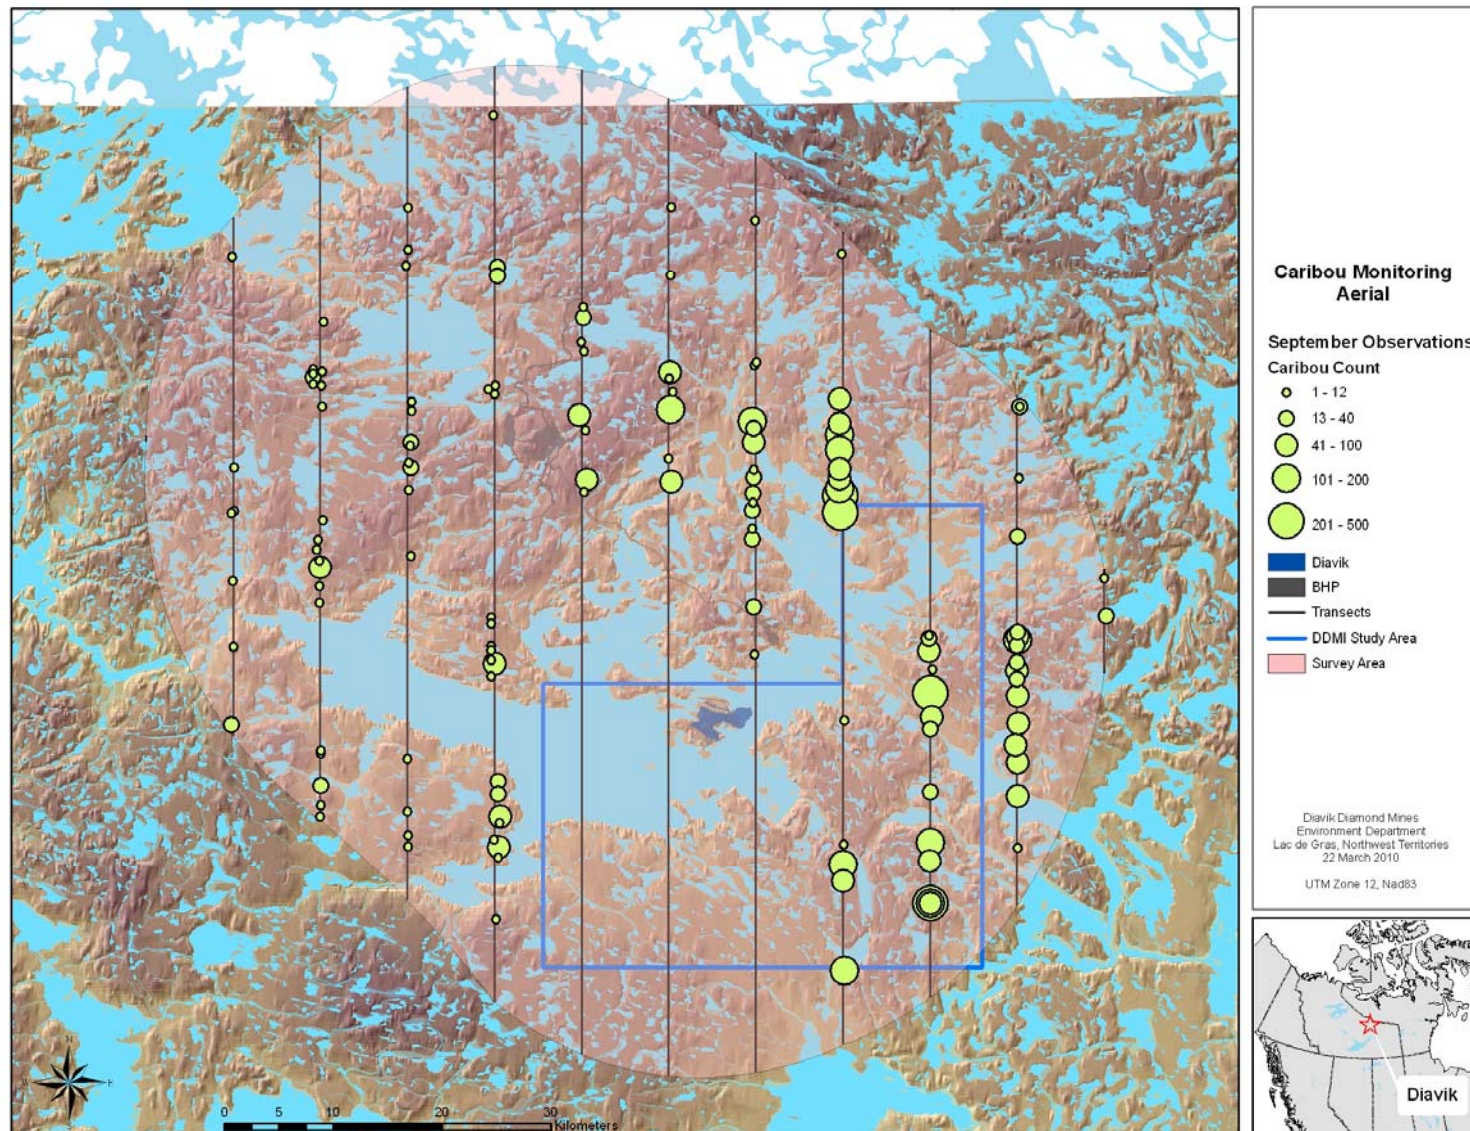 Caribou Monitoring
Aerial
September Observations
Caribou Count
1 - 12
13 - 40
41 - 100
101 - 200
201 - 500
Diavik
BHP
Transects
DDMI Study Area
Survey Area
Diavik Diamond Mines
Environment Department
Lac de Gras, Northwest Territories
22 March 2010
UTM Zone 12, Nad83
N
0 5 10 20 30
Kilometers
Diavik